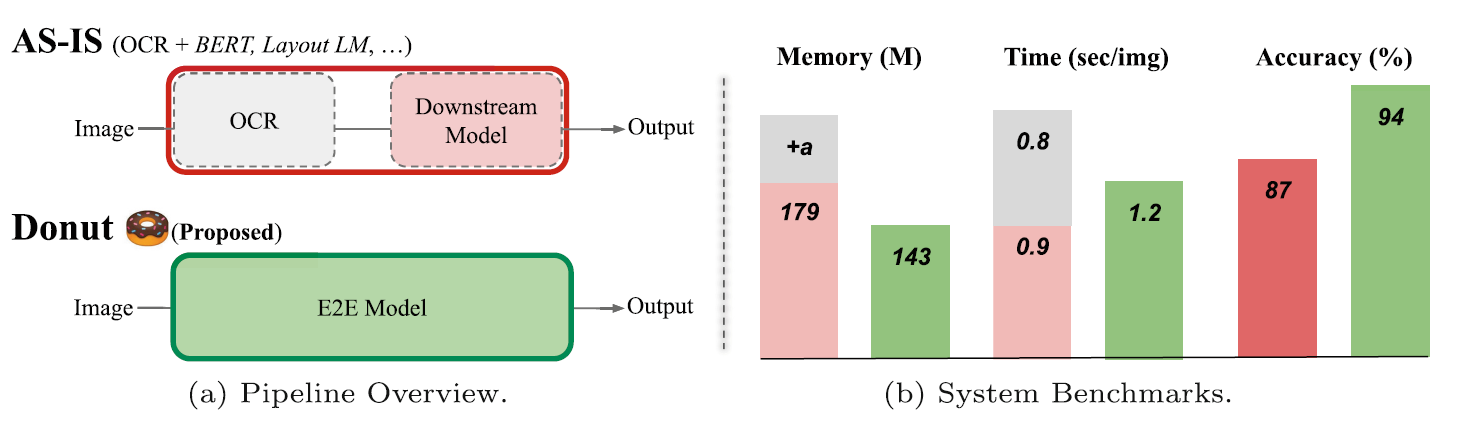 AS-IS (OCR + BERT, Layout LM, …)
Image
OCR
Downstream
Model
Output
Donut (Proposed)
Image
E2E Model
Output
(a) Pipeline Overview.
Memory (M)
Time (sec/img)
Accuracy (%)
+a
179
143
0.8
0.9
1.2
87
94
(b) System Benchmarks.